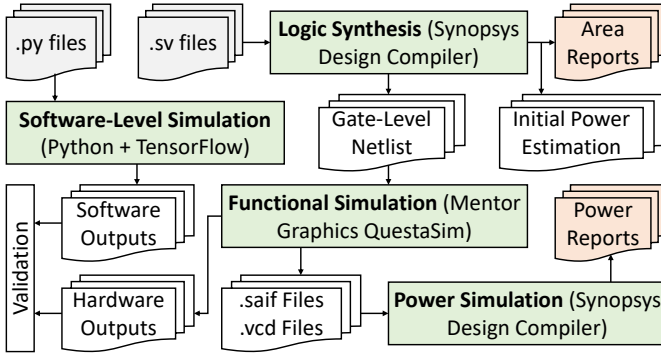 .py files
.sv files
Logic Synthesis (Synopsys
Design Compiler)
Area
Reports
Software-Level Simulation
(Python + TensorFlow)
Gate-Level
Netlist
Initial Power
Estimation
Validation
Software
Outputs
Functional Simulation (Mentor
Graphics QuestaSim)
Power
Reports
Hardware
Outputs
.saif Files
.vcd Files
Power Simulation (Synopsys
Design Compiler)